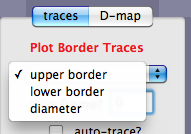 traces D-map
Plot Border Traces
✓ upper border
lower border
diameter
auto-trace?